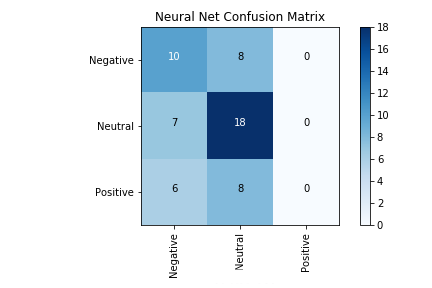 Neural Net Confusion Matrix
Negative 10 8 0
Neutral 7 18 0
Positive 6 8 0
Negative Neutral Positive
18
16
14
12
10
8
6
4
2
0